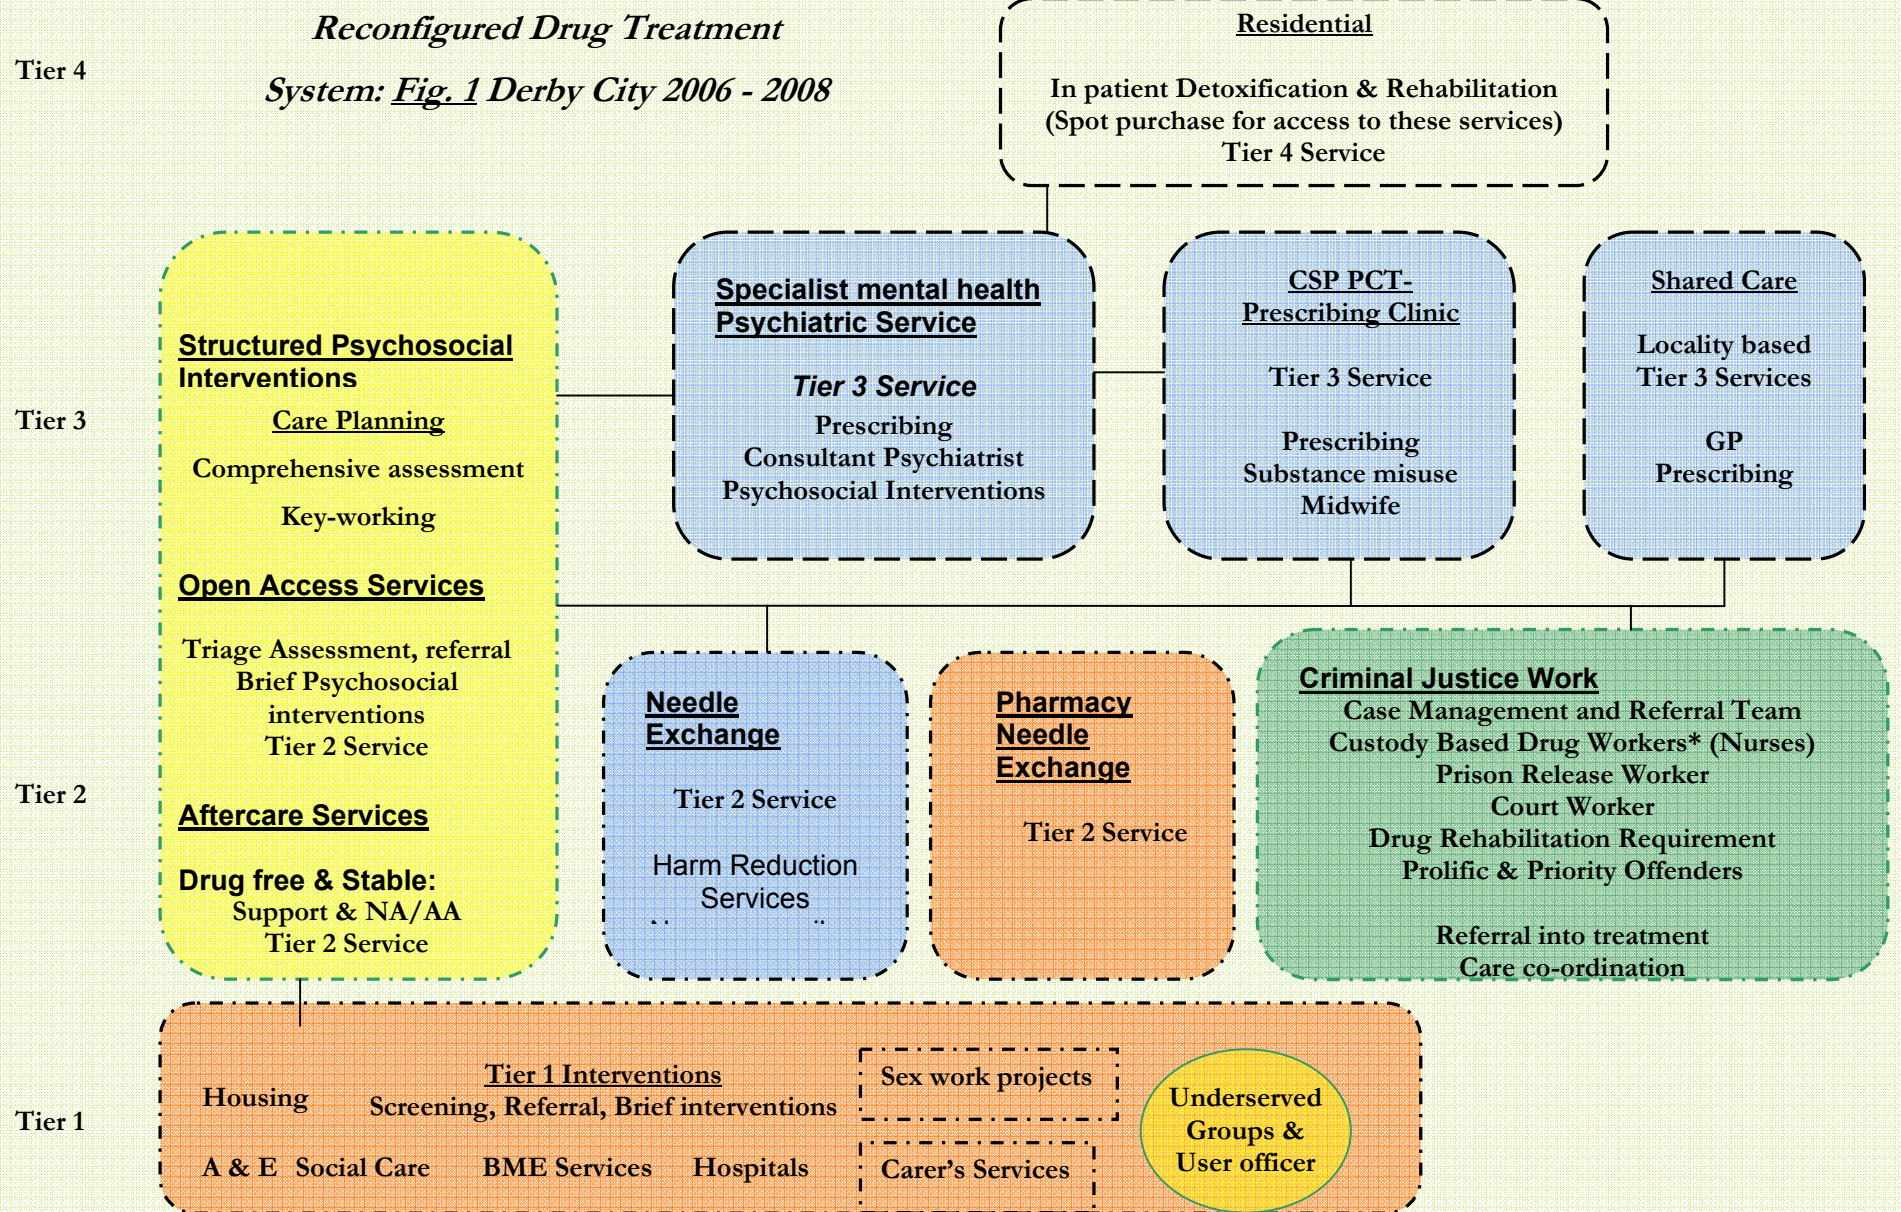 Reconfigured Drug Treatment
System: Fig. 1 Derby City 2006 - 2008
Tier 4
Residential
In patient Detoxification & Rehabilitation
(Spot purchase for access to these services)
Tier 4 Service
Tier 3
Structured Psychosocial
Interventions
Care Planning
Comprehensive assessment
Key-working
Open Access Services
Triage Assessment, referral
Brief Psychosocial
interventions
Tier 2 Service
Aftercare Services
Drug free & Stable:
Support & NA/AA
Tier 2 Service
Specialist mental health
Psychiatric Service
Tier 3 Service
Prescribing
Consultant Psychiatrist
Psychosocial Interventions
CSP PCT-
Prescribing Clinic
Tier 3 Service
Prescribing
Substance misuse
Midwife
Shared Care
Locality based
Tier 3 Services
GP
Prescribing
Tier 2
Needle
Exchange
Tier 2 Service
Harm Reduction
Services
Pharmacy
Needle
Exchange
Tier 2 Service
Criminal Justice Work
Case Management and Referral Team
Custody Based Drug Workers* (Nurses)
Prison Release Worker
Court Worker
Drug Rehabilitation Requirement
Prolific & Priority Offenders
Referral into treatment
Care co-ordination
Tier 1
Housing
Tier 1 Interventions
Screening, Referral, Brief interventions
A & E Social Care BME Services Hospitals
Sex work projects
Carer's Services
Underserved
Groups &
User officer